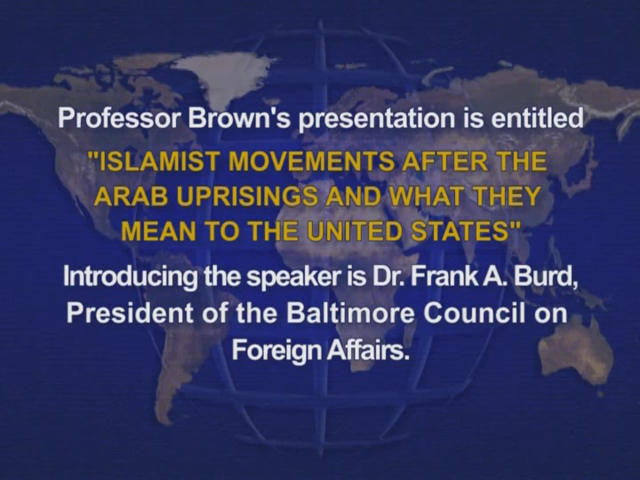 Professor Brown's presentation is entitled
"ISLAMIST MOVEMENTS AFTER THE
ARAB UPRISINGS AND WHAT THEY
MEAN TO THE UNITED STATES"
Introducing the speaker is Dr. Frank A. Burd,
President of the Baltimore Council on
Foreign Affairs.